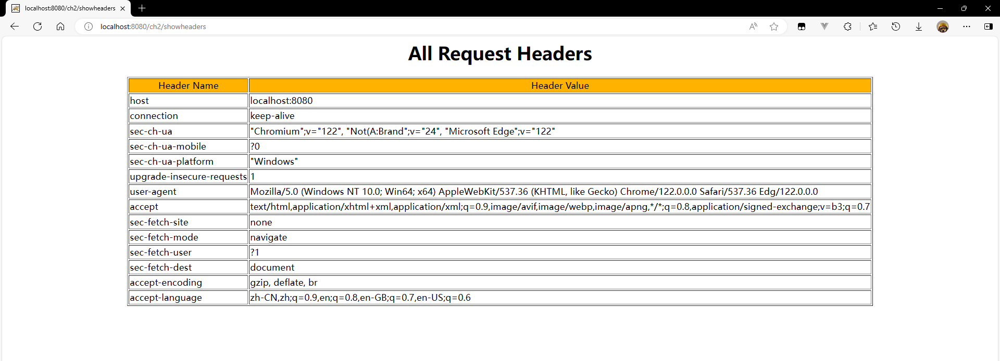 localhost:8080/ch2/showheaders
localhost:8080/ch2/showheaders
All Request Headers
Header Name Header Value
host localhost:8080
connection keep-alive
sec-ch-ua "Chromium";v="122", "Not(A:Brand";v="24", "Microsoft Edge";v="122"
sec-ch-ua-mobile ?0
sec-ch-ua-platform "Windows"
upgrade-insecure-requests 1
user-agent Mozilla/5.0 (Windows NT 10.0; Win64; x64) AppleWebKit/537.36 (KHTML, like Gecko) Chrome/122.0.0.0 Safari/537.36 Edg/122.0.0.0
accept text/html,application/xhtml+xml,application/xml;q=0.9,image/avif,image/webp,image/apng,*/*;q=0.8,application/signed-exchange;v=b3;q=0.7
sec-fetch-site none
sec-fetch-mode navigate
sec-fetch-user ?1
sec-fetch-dest document
accept-encoding gzip, deflate, br
accept-language zh-CN,zh;q=0.9,en;q=0.8,en-GB;q=0.7,en-US;q=0.6